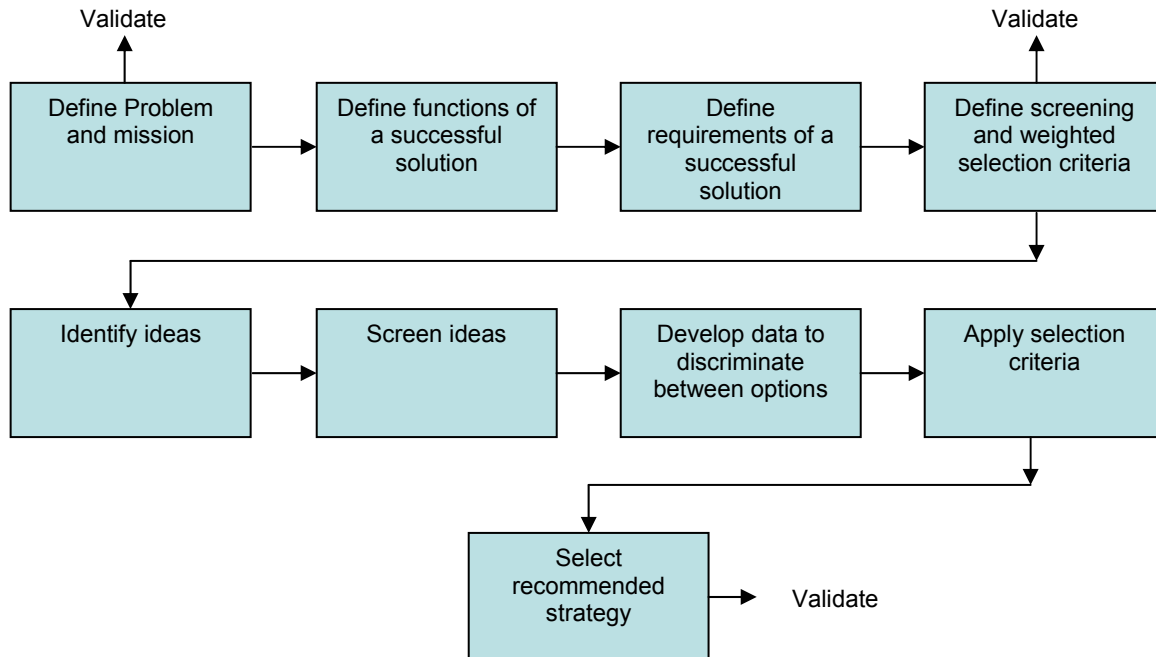 Validate
Validate
Define Problem
and mission
Define functions of
a successful
solution
Define
requirements of a
successful
solution
Define screening
and weighted
selection criteria
Identify ideas
Screen ideas
Develop data to
discriminate
between options
Apply selection
criteria
Select
recommended
strategy
Validate